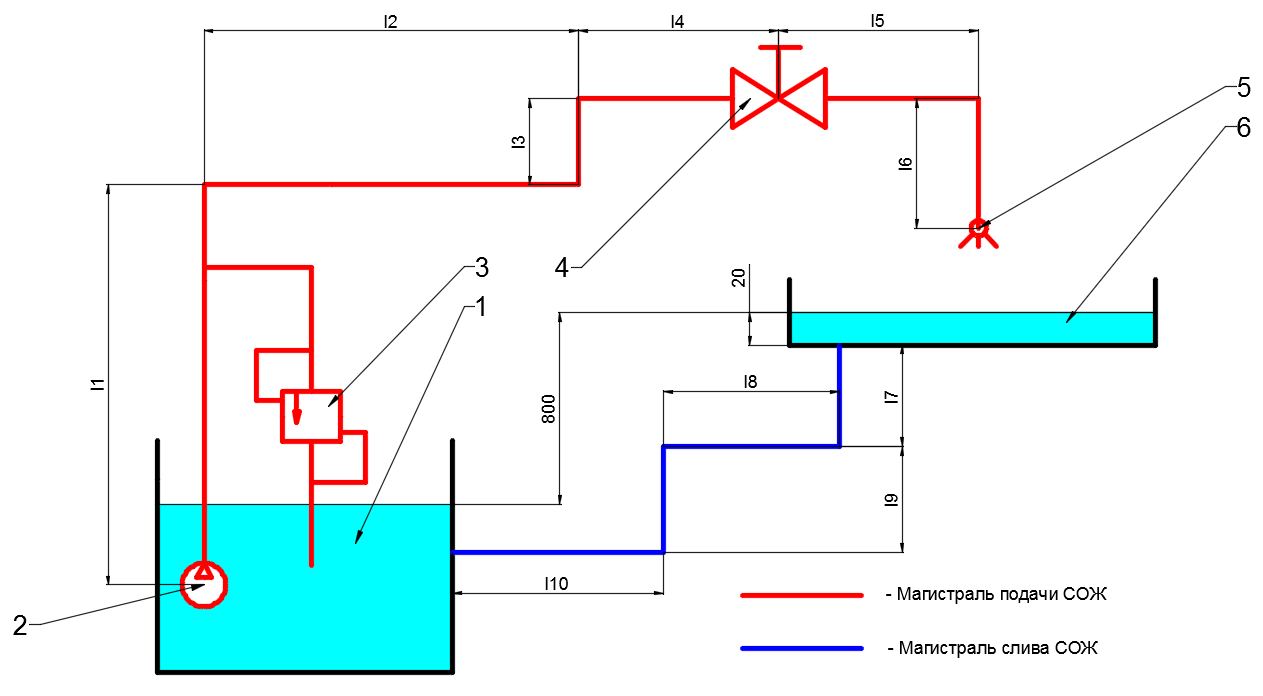 l2
l4
l5
5
6
l3
l6
4
3
1
20
l1
l8
l7
800
l9
l10
2
- Магистраль подачи СОЖ
- Магистраль слива СОЖ